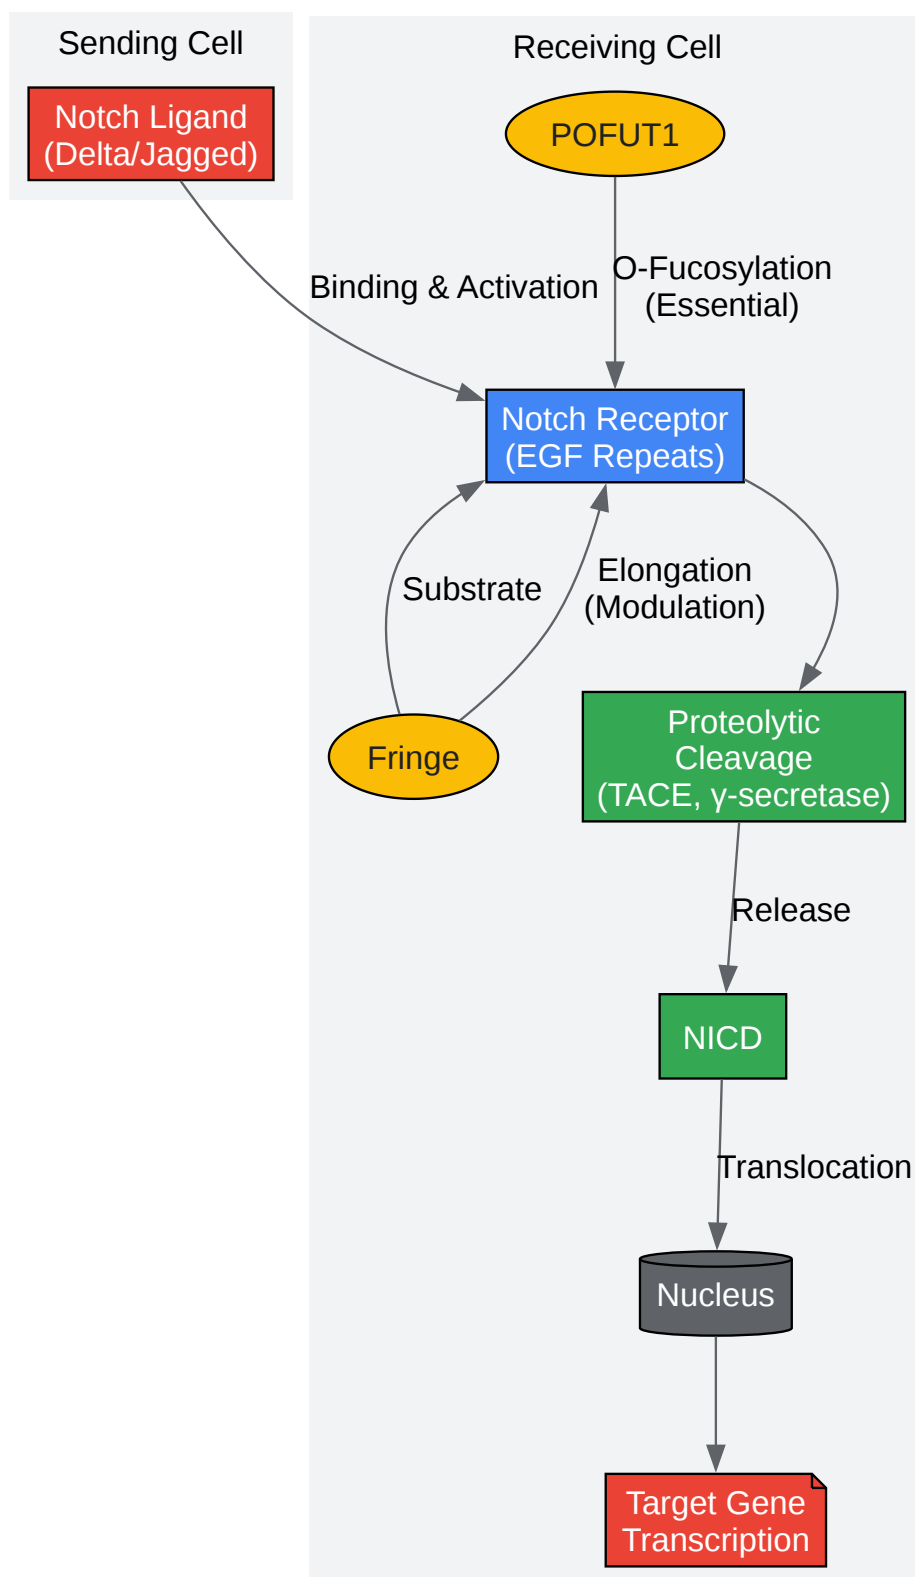 Sending Cell
Receiving Cell
Notch Ligand
(Delta/Jagged)
POFUT1
Binding & Activation
O-Fucosylation
(Essential)
Notch Receptor
(EGF Repeats)
Substrate
Elongation
(Modulation)
Fringe
Proteolytic
Cleavage
(TACE, γ-secretase)
Release
NICD
Translocation
Nucleus
Target Gene
Transcription